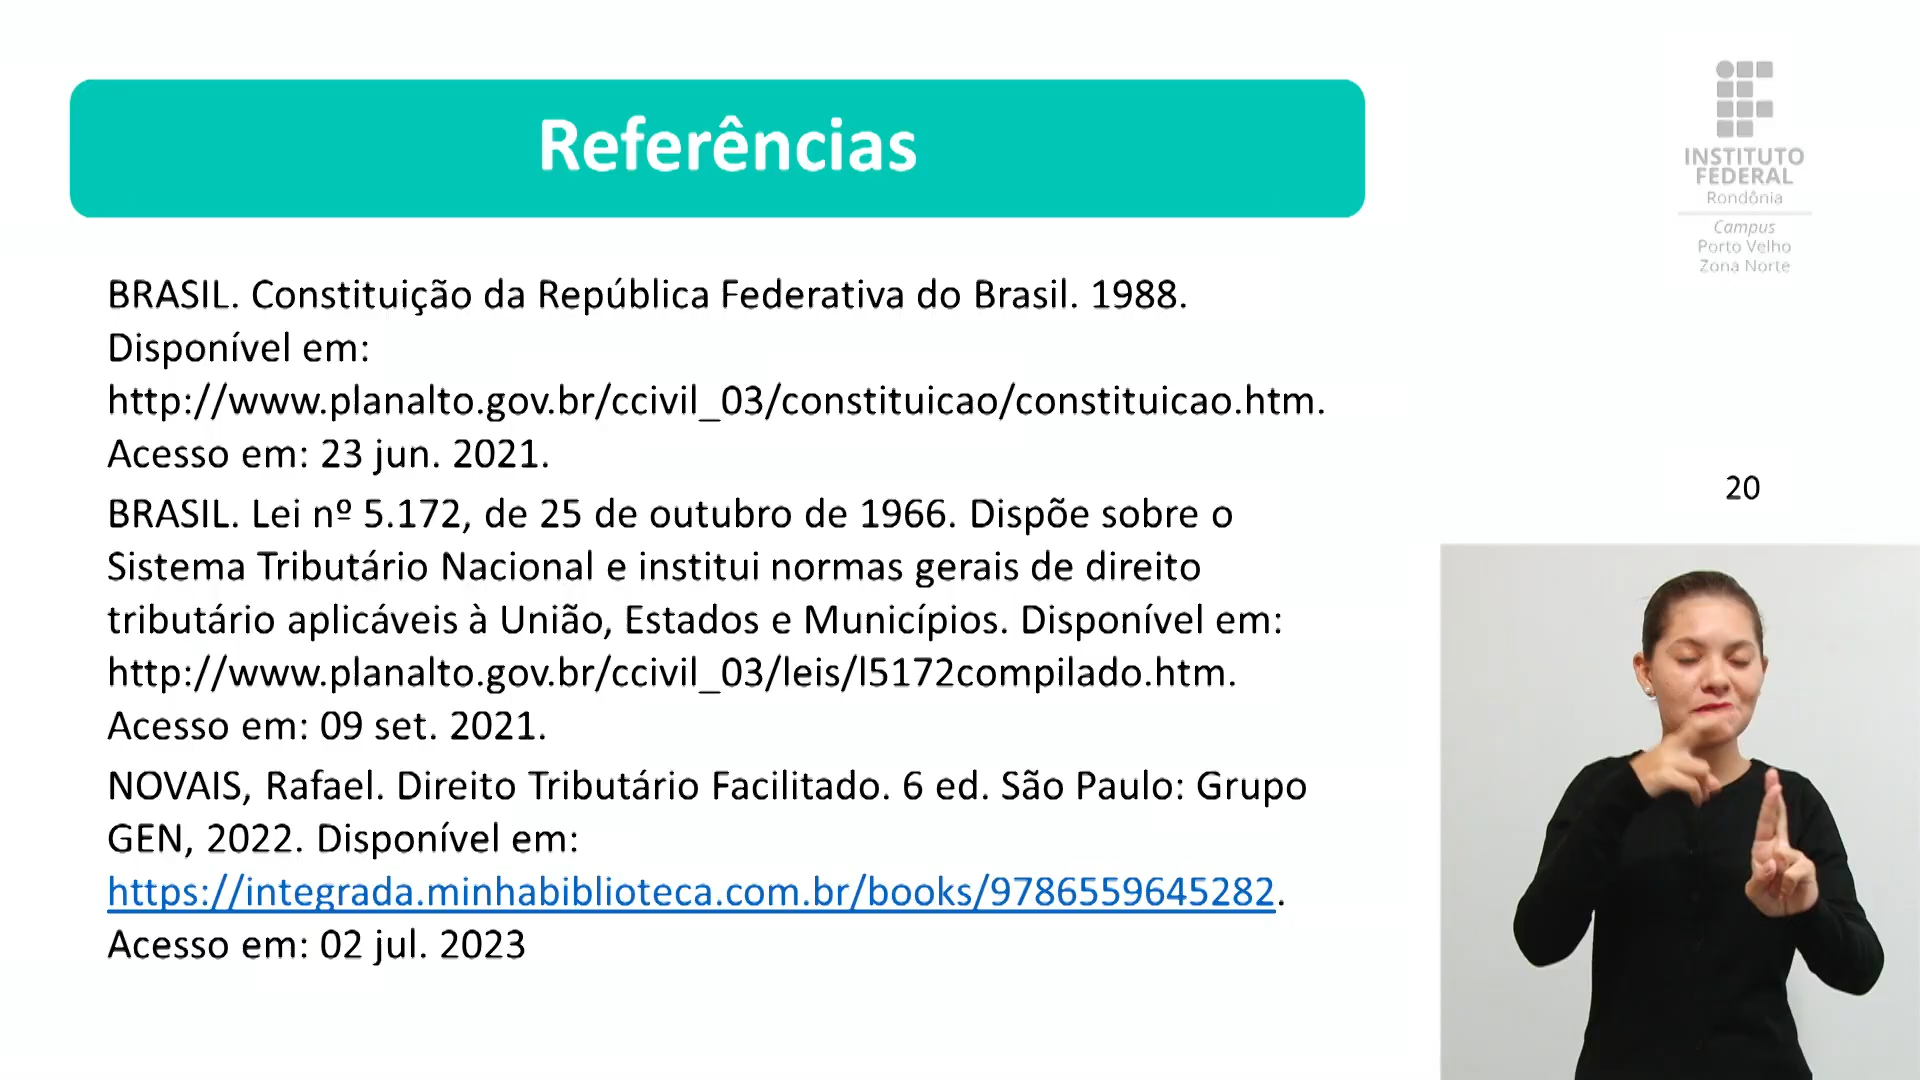 Referências
INSTITUTO
FEDERAL
Rondônia
Campus
Porto Velho
Zona Norte
BRASIL. Constituição da República Federativa do Brasil. 1988.
Disponível em:
http://www.planalto.gov.br/ccivil_03/constituicao/constituicao.htm.
Acesso em: 23 jun. 2021.
BRASIL. Lei nº 5.172, de 25 de outubro de 1966. Dispõe sobre o
Sistema Tributário Nacional e institui normas gerais de direito
tributário aplicáveis à União, Estados e Municípios. Disponível em:
http://www.planalto.gov.br/ccivil_03/leis/l5172compilado.htm.
Acesso em: 09 set. 2021.
NOVAIS, Rafael. Direito Tributário Facilitado. 6 ed. São Paulo: Grupo
GEN, 2022. Disponível em:
https://integrada.minhabiblioteca.com.br/books/9786559645282.
Acesso em: 02 jul. 2023
20